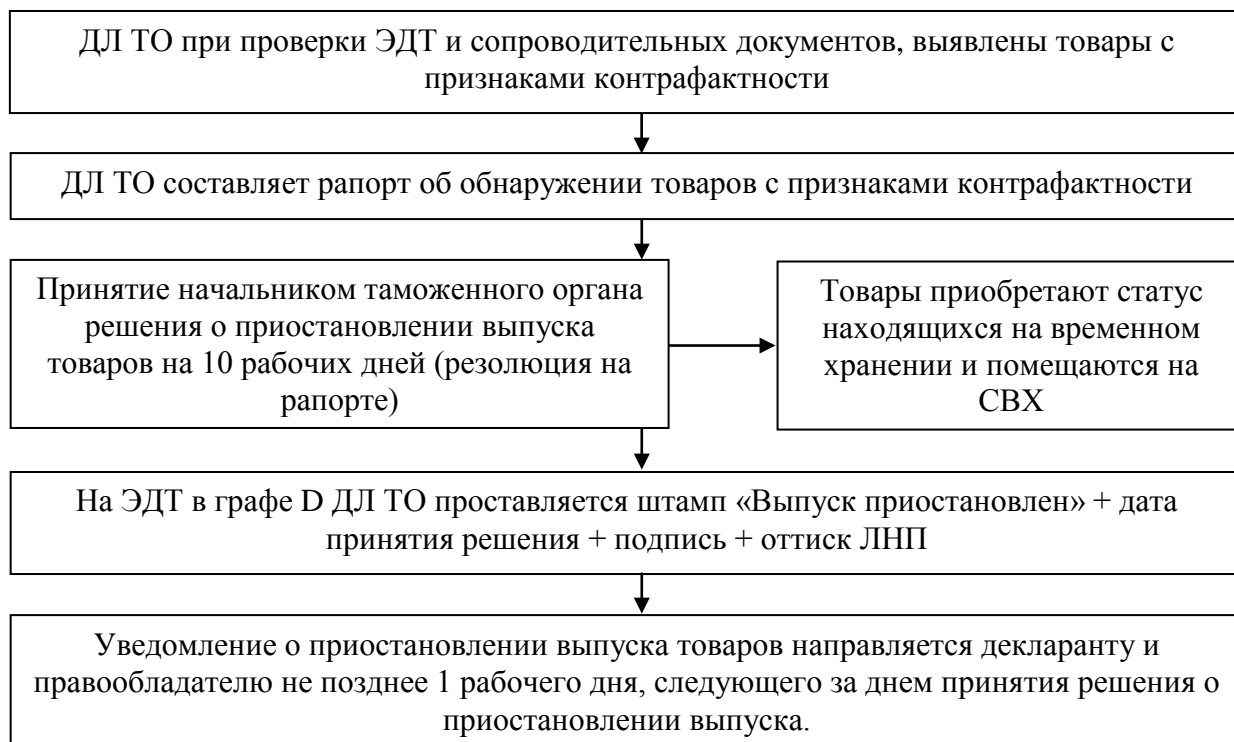 ДЛ ТО при проверки ЭДТ и сопроводительных документов, выявлены товары с
признаками контрафактности
ДЛ ТО составляет рапорт об обнаружении товаров с признаками контрафактности
Принятие начальником таможенного органа
решения о приостановлении выпуска
товаров на 10 рабочих дней (резолюция на
рапорте)
Товары приобретают статус
находящихся на временном
хранении и помещаются на
СВХ
На ЭДТ в графе D ДЛ ТО проставляется штамп «Выпуск приостановлен» + дата
принятия решения + подпись + оттиск ЛНП
Уведомление о приостановлении выпуска товаров направляется декларанту и
правообладателю не позднее 1 рабочего дня, следующего за днем принятия решения о
приостановлении выпуска.